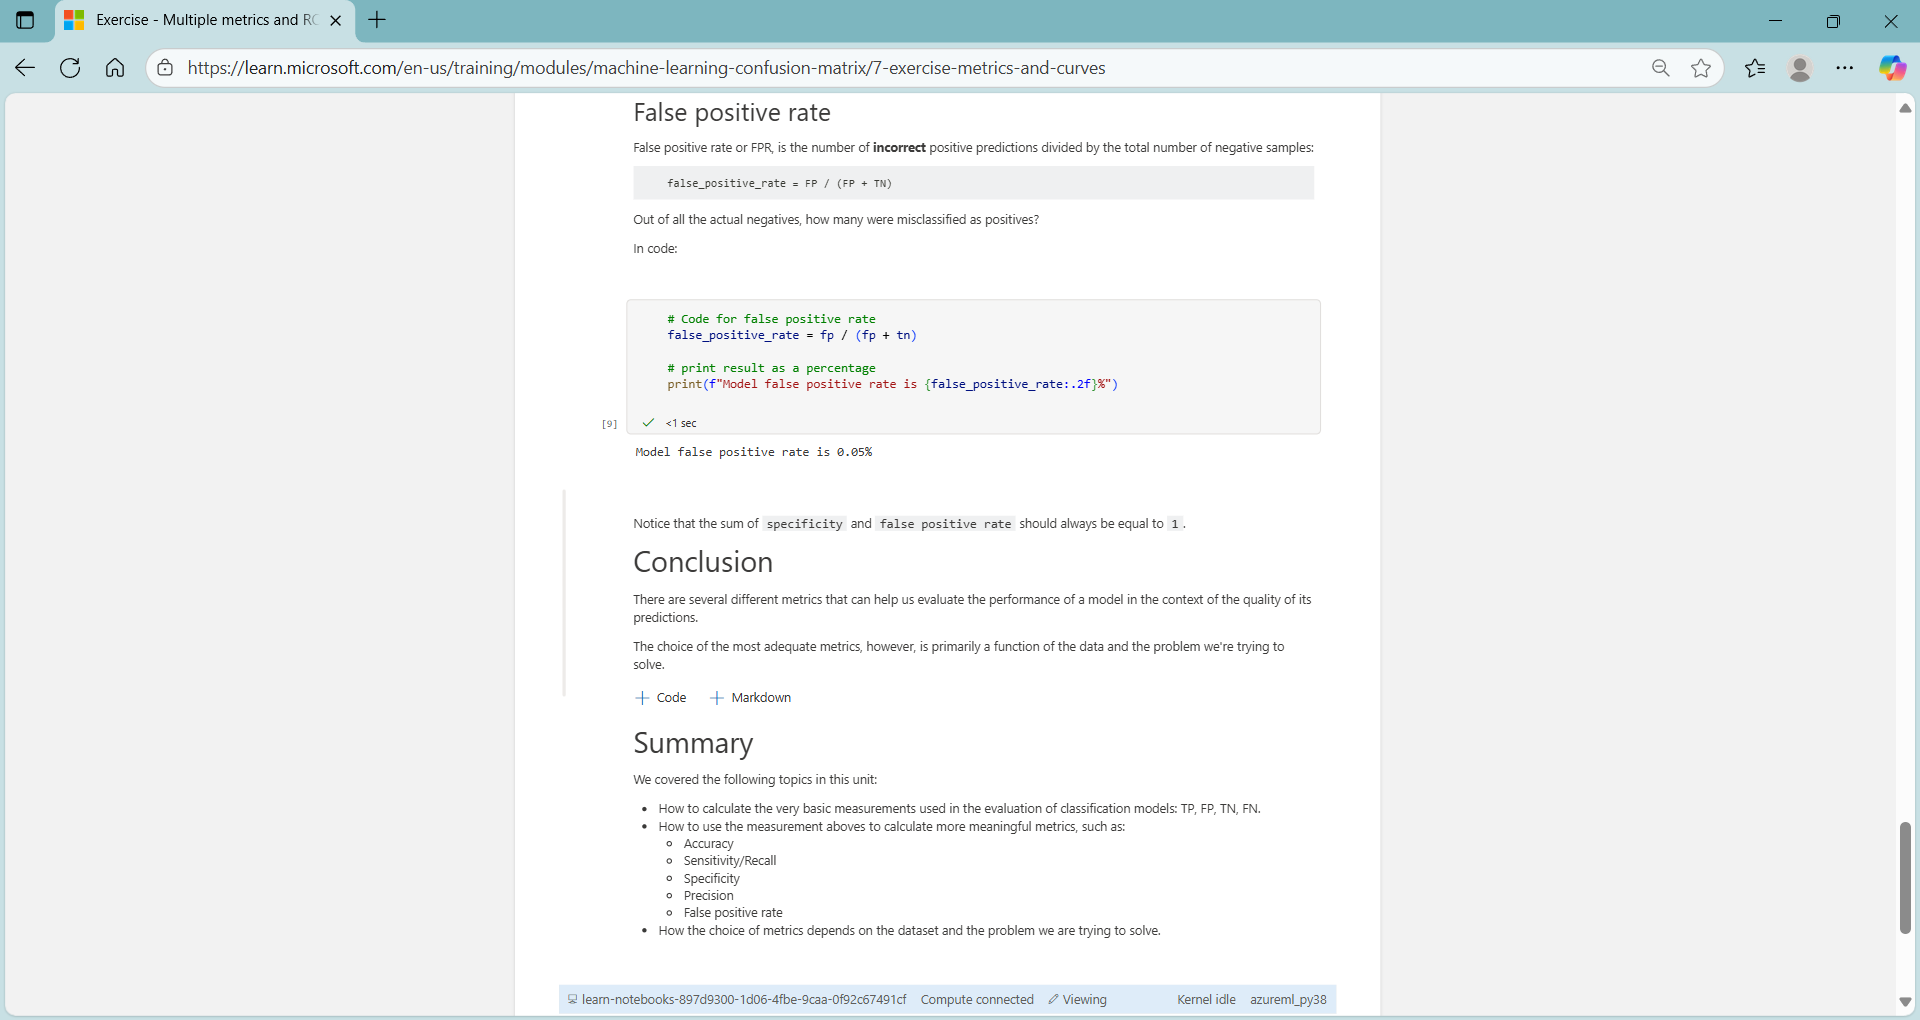 Exercise - Multiple metrics and RC
https://learn.microsoft.com/en-us/training/modules/machine-learning-confusion-matrix/7-exercise-metrics-and-curves
False positive rate
False positive rate or FPR, is the number of incorrect positive predictions divided by the total number of negative samples:
false_positive_rate = FP / (FP + TN)
Out of all the actual negatives, how many were misclassified as positives?
In code:
# Code for false positive rate
false_positive_rate = fp / (fp + tn)
# print result as a percentage
print(f"Model false positive rate is {false_positive_rate:.2f}%")
[9] <1 sec
Model false positive rate is 0.05%
Notice that the sum of specificity and false positive rate should always be equal to 1 .
Conclusion
There are several different metrics that can help us evaluate the performance of a model in the context of the quality of its
predictions.
The choice of the most adequate metrics, however, is primarily a function of the data and the problem we're trying to
solve.
Code Markdown
Summary
We covered the following topics in this unit:
• How to calculate the very basic measurements used in the evaluation of classification models: TP, FP, TN, FN.
• How to use the measurement aboves to calculate more meaningful metrics, such as:
◦ Accuracy
◦ Sensitivity/Recall
◦ Specificity
◦ Precision
◦ False positive rate
• How the choice of metrics depends on the dataset and the problem we are trying to solve.
learn-notebooks-897d9300-1d06-4fbe-9caa-0f92c67491cf Compute connected Viewing Kernel idle azureml_py38